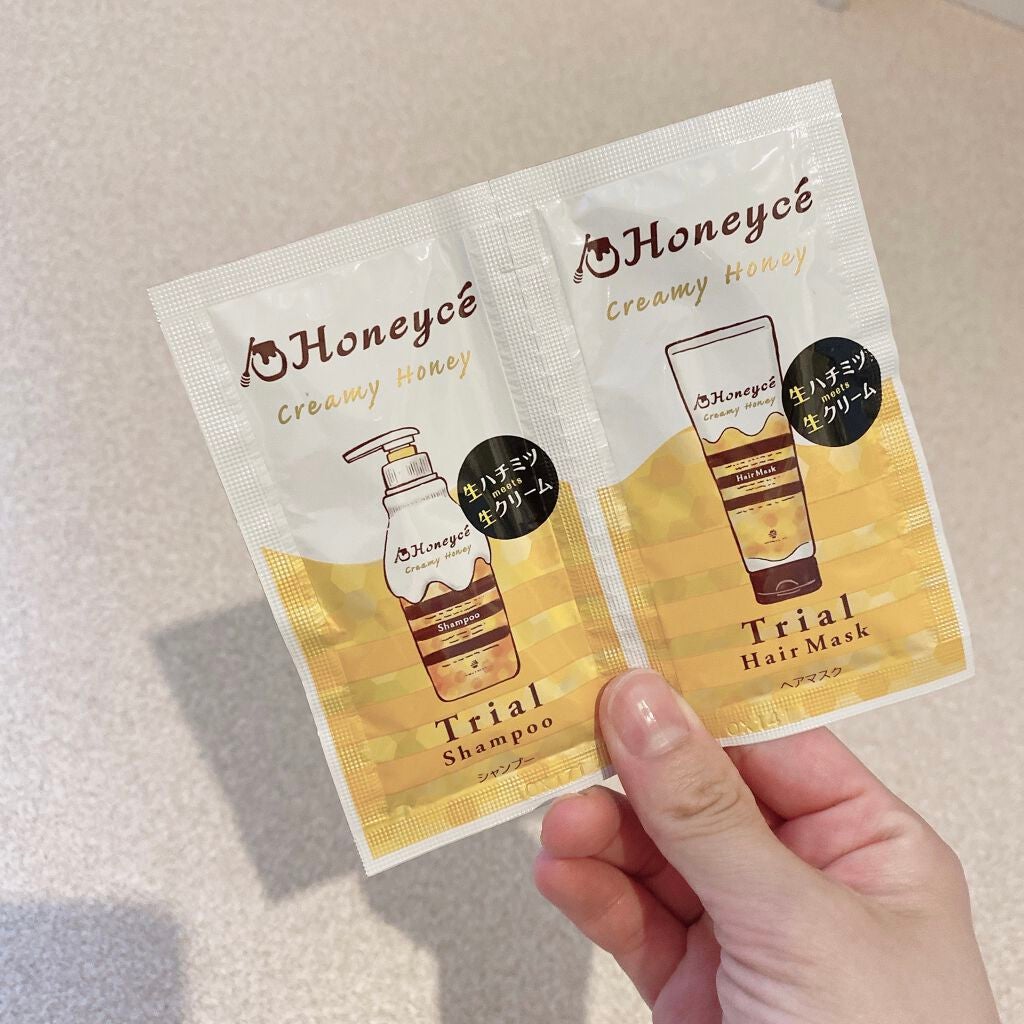 Honeycé
Creamy Honey
生ハチミツ
meets
生クリーム
Honeycé
Creamy Honey
Shampoo
Trial
Shampoo
シャンプー
Honeycé
Creamy Honey
生ハチミツ
meets
生クリーム
Honeycé
Creamy Honey
Hair Mask
Trial
Hair Mask
ヘアマスク